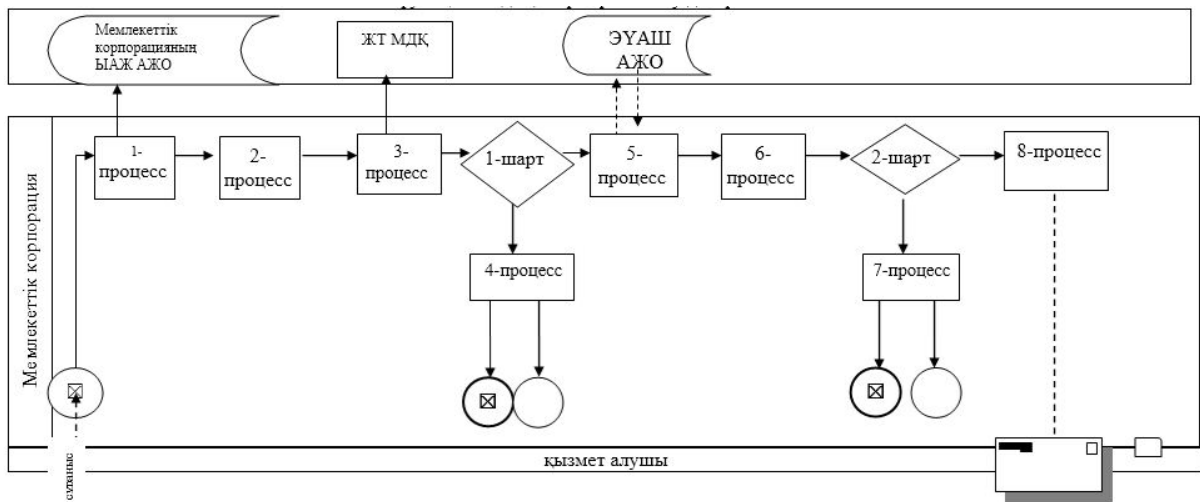 Мемлекеттік
корпорацияның
ЫАЖ АЖО
ЖТ МДҚ
ЭҮАШ
АЖО
Мемлекеттік корпорация
1-
процесс
2-
процесс
3-
процесс
1-шарт
5-
процесс
6-
процесс
2-шарт
8-процесс
4-процесс
7-процесс
сұраныс
қызмет алушы